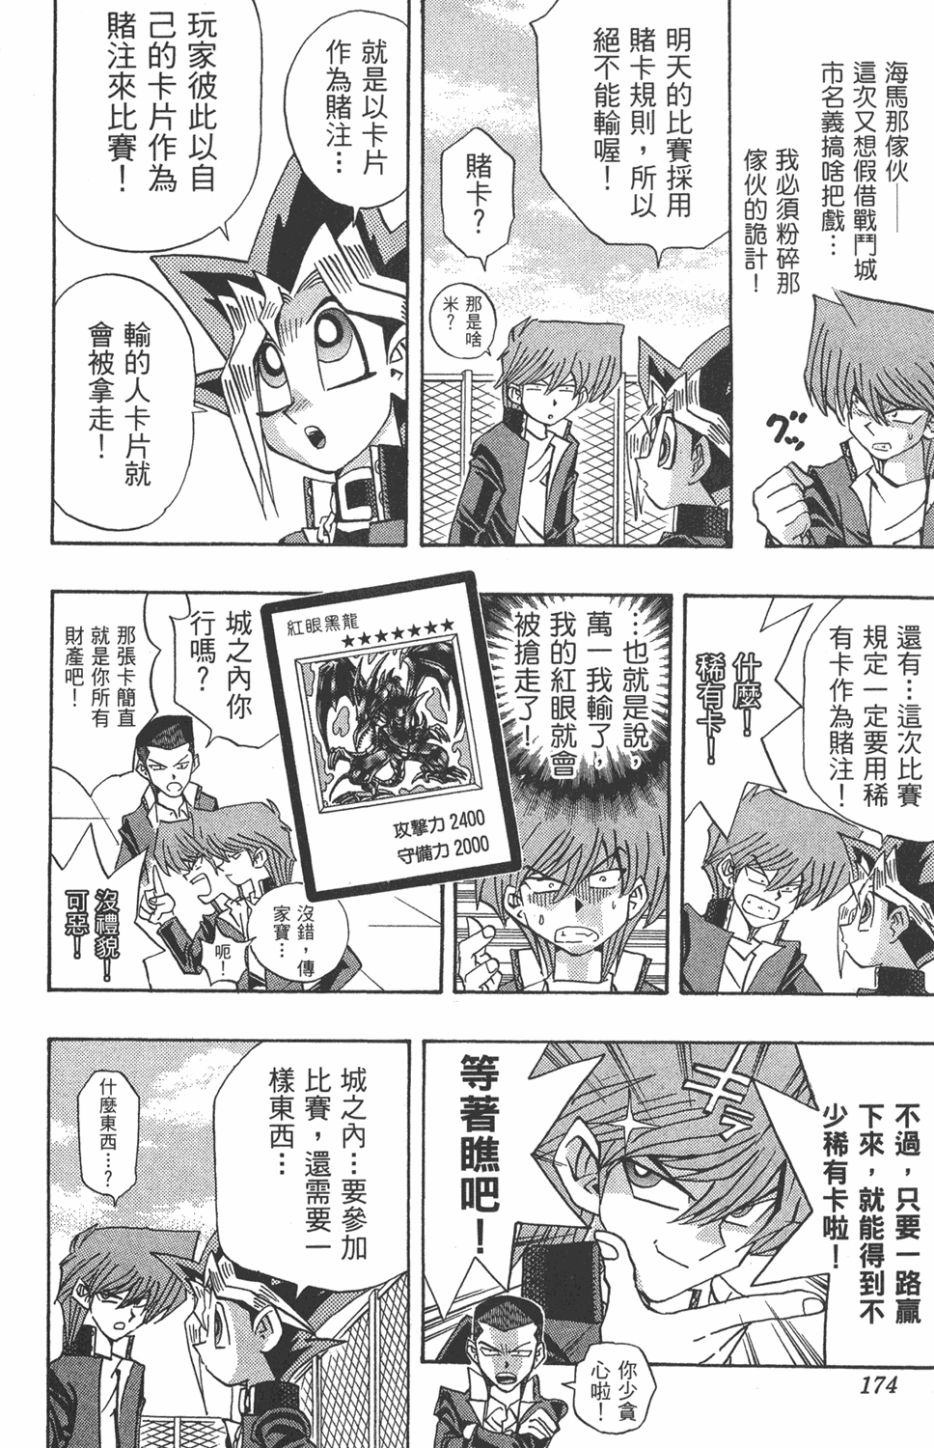 海馬那傢伙——
這次又想假借戰鬥城
市名義搞啥把戲…
我必須粉碎那
傢伙的詭計！
グッ
明天的比賽採用
賭卡規則，所以
絕不能輸喔！
賭卡？
那是啥
米？
就是以卡片
作為賭注…
玩家彼此以自
己的卡片作為
賭注來比賽！
輸的人卡片就
會被拿走！
還有…這次比賽
規定一定要用稀
有卡作為賭注！
什麼！
稀有卡！
…也就是說，
萬一我輸了，
我的紅眼就會
被搶走了！
紅眼黑龍
★★★★★★★
攻擊力 2400
守備力 2000
城之內你
行嗎？
那張卡簡直
就是你所有
財產吧！
沒錯，傳
家寶…
呃！
沒禮貌！
可惡！
不過，只要一路贏
下來，就能得到不
少稀有卡啦！
等著瞧吧！
你少貪
心啦！
城之內…要參加
比賽，還需要一
樣東西…
什麼東西…？
174